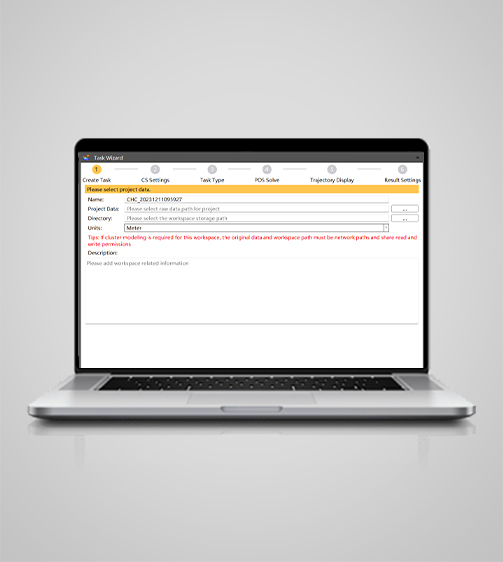 Task Wizard
1 2 3 4 5 6
Create Task CS Settings Task Type POS Solve Trajectory Display Result Settings
Please select project data.
Name: CHC_20231211095927
Project Data: Please select raw data path for project ...
Directory: Please select the workspace storage path ...
Units: Meter
Tips: If cluster modeling is required for this workspace, the original data and workspace path must be network paths and share read and
write permissions
Description:
Please add workspace related information